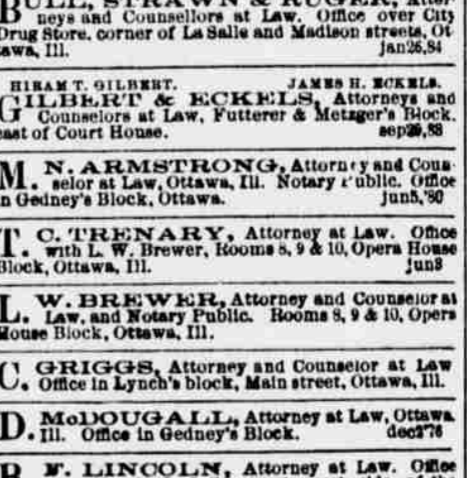 BULL, STRAWN & RUGER, Attor-
neys and Counsellors at Law. Office over City
Drug Store, corner of La Salle and Madison streets, Ot
tawa, Ill. jan26,84
HIRAM T. GILBERT. JAMES H. ECKELS.
GILBERT & ECKELS, Attorneys and
Counselors at Law, Futterer & Metzger's Block,
east of Court House. sep29,88
M. N. ARMSTRONG, Attorney and Coun-
selor at Law, Ottawa, Ill. Notary Public. Office
in Gedney's Block, Ottawa. jun5,'80
T. C. TRENARY, Attorney at Law. Office
with L. W. Brewer, Rooms 8, 9 & 10, Opera House
Block, Ottawa, Ill. jun8
L. W. BREWER, Attorney and Counselor at
Law, and Notary Public. Rooms 8, 9 & 10, Opera
House Block, Ottawa, Ill.
C. GRIGGS, Attorney and Counselor at Law
Office in Lynch's block, Main street, Ottawa, Ill.
D. McDOUGALL, Attorney at Law, Ottawa
Ill. Office in Gedney's Block. dec2'76
F. LINCOLN, Attorney at Law. Office